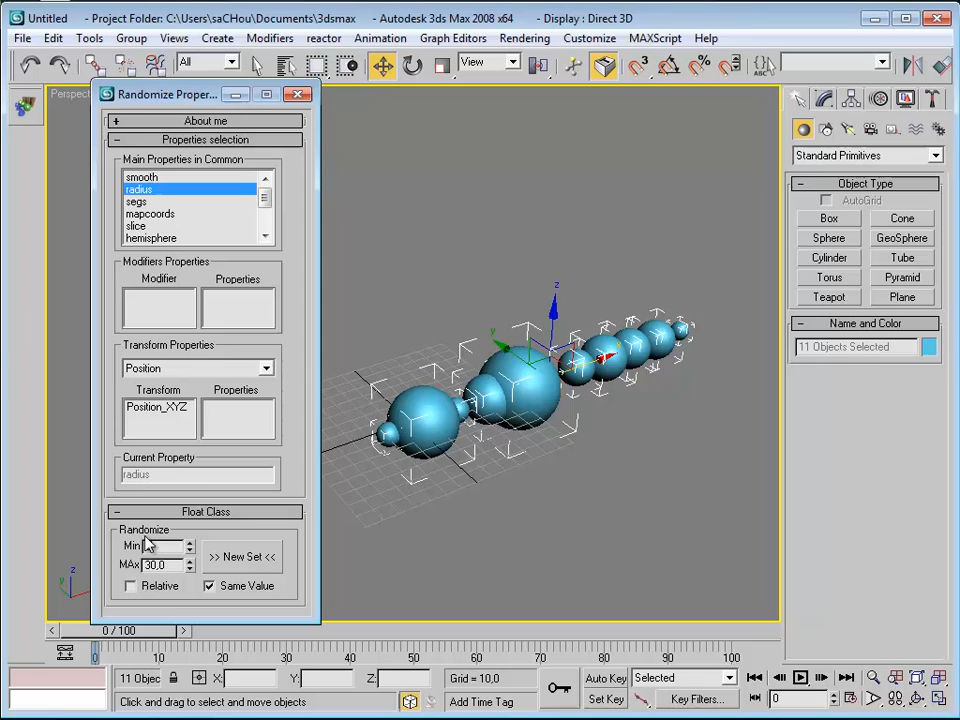 Untitled - Project Folder: C:\Users\saCHou\Documents\3dsmax - Autodesk 3ds Max 2008 x64 - Display : Direct 3D
File Edit Tools Group Views Create Modifiers reactor Animation Graph Editors Rendering Customize MAXScript Help
All View
Persp
Randomize Proper...
About me
Properties selection
Main Properties in Common
smooth
radius
segs
mapcoords
slice
hemisphere
Modifiers Properties
Modifier Properties
Transform Properties
Position
Transform Properties
Position_XYZ
Current Property
radius
Float Class
Randomize
Min
MAx 30,0
>> New Set <<
Relative Same Value
z
y
x
z
y
Standard Primitives
Object Type
AutoGrid
Box Cone
Sphere GeoSphere
Cylinder Tube
Torus Pyramid
Teapot Plane
Name and Color
11 Objects Selected
0 / 100
0 10 20 30 40 50 60 70 80 90 100
11 Objec X: Y: Z: Grid = 10,0 Auto Key Selected
Click and drag to select and move objects Add Time Tag Set Key Key Filters... 0